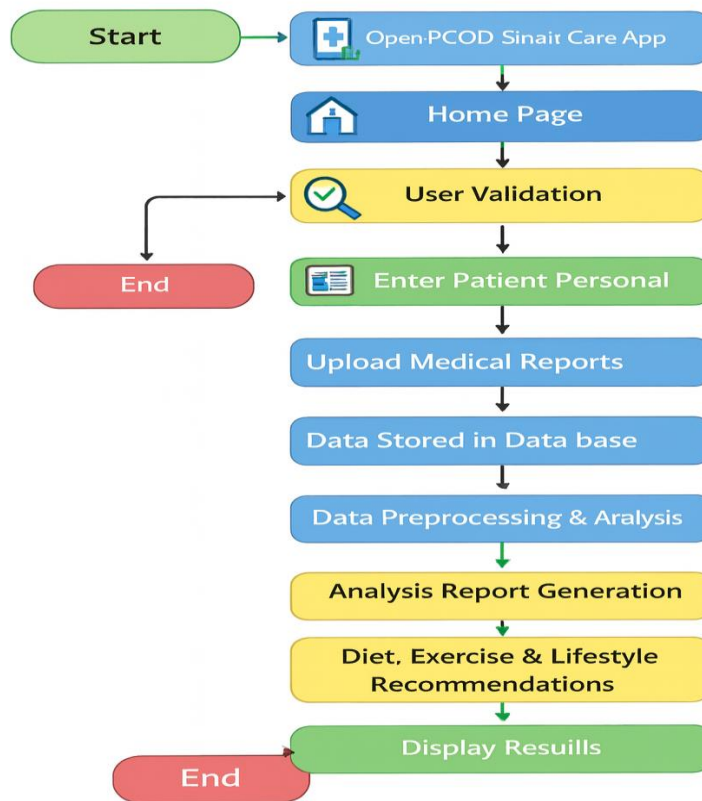 Start
Open-PCOD Sinait Care App
Home Page
User Validation
End
Enter Patient Personal
Upload Medical Reports
Data Stored in Data base
Data Preprocessing & Aralysis
Analysis Report Generation
Diet, Exercise & Lifestyle
Recommendations
Display Resuills
End